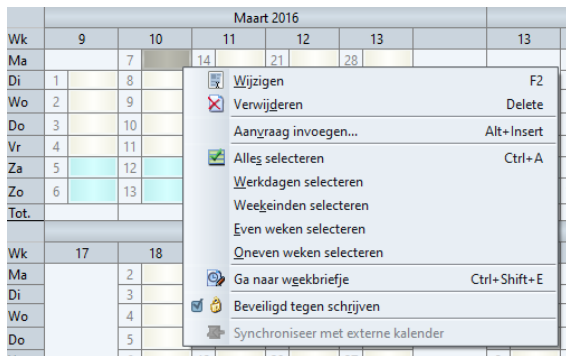 Maart 2016
Wk 9 10 11 12 13 13
Ma 7 14 21 28
Di 1 8
Wo 2 9
Do 3 10
Vr 4 11
Za 5 12
Zo 6 13
Tot.
Wk 17 18
Ma 2
Di 3
Wo 4
Do 5
Wijzigen F2
Verwijderen Delete
Aanvraag invoegen... Alt+Insert
Alles selecteren Ctrl+A
Werkdagen selecteren
Weekeinden selecteren
Even weken selecteren
Oneven weken selecteren
Ga naar weekbriefje Ctrl+Shift+E
Beveiligd tegen schrijven
Synchroniseer met externe kalender